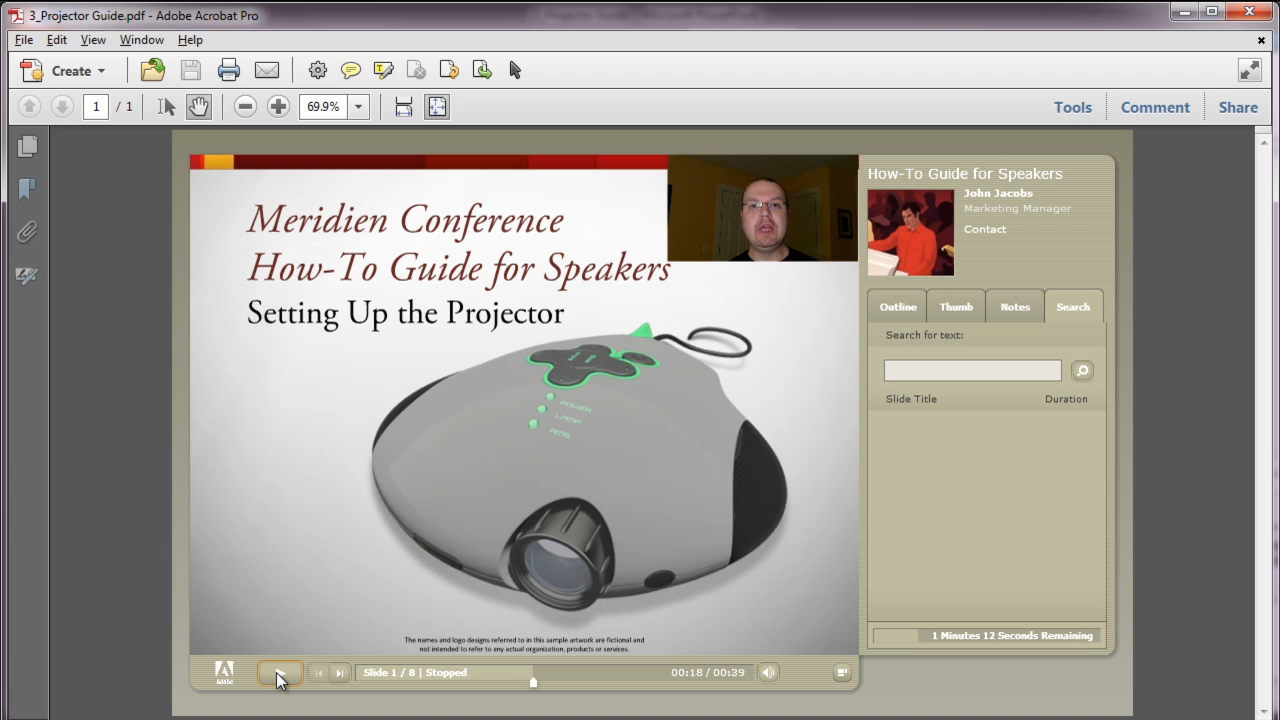 3_Projector Guide.pdf - Adobe Acrobat Pro
File Edit View Window Help
Create
1 / 1 69.9% Tools Comment Share
Meridien Conference
How-To Guide for Speakers
Setting Up the Projector
POWER
LAMP
The names and logo designs referred to in this sample artwork are fictional and
not intended to refer to any actual organization, products or services.
How-To Guide for Speakers
John Jacobs
Marketing Manager
Contact
Outline Thumb Notes Search
Search for text:
Slide Title Duration
1 Minutes 12 Seconds Remaining
Adobe Slide 1 / 8 | Stopped 00:18 / 00:39